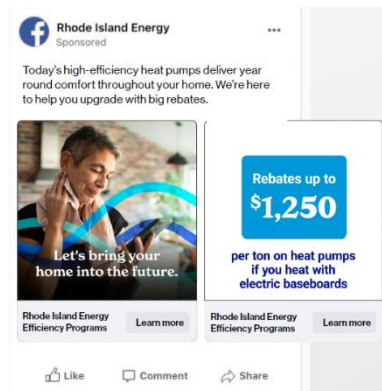 Rhode Island Energy
Sponsored
Today's high-efficiency heat pumps deliver year
round comfort throughout your home. We're here
to help you upgrade with big rebates.
Let's bring your
home into the future.
Rhode Island Energy
Efficiency Programs
Learn more
Rebates up to
$1,250
per ton on heat pumps
if you heat with
electric baseboards
Rhode Island Energy
Efficiency Programs
Learn more
Like
Comment
Share